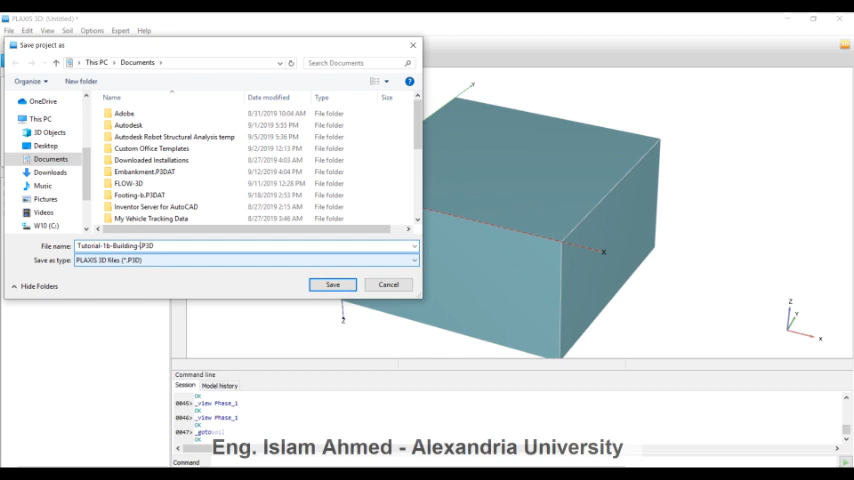 PLAXIS 3D: (Untitled) *
File Edit View Soil Options Expert Help
Save project as
This PC > Documents >
Search Documents
Organize
New folder
Name Date modified Type Size
OneDrive
This PC
3D Objects
Desktop
Documents
Downloads
Music
Pictures
Videos
W10 (C:)
Adobe 8/31/2019 10:04 AM File folder
Autodesk 9/1/2019 5:55 PM File folder
Autodesk Robot Structural Analysis temp 9/5/2019 5:36 PM File folder
Custom Office Templates 9/2/2019 12:13 PM File folder
Downloaded Installations 8/27/2019 4:03 AM File folder
Embankment.P3DAT 9/12/2019 4:04 PM File folder
FLOW-3D 9/11/2019 12:28 PM File folder
Footing-b.P3DAT 9/18/2019 2:53 PM File folder
Inventor Server for AutoCAD 8/27/2019 2:15 AM File folder
My Vehicle Tracking Data 8/27/2019 3:46 AM File folder
File name: Tutorial-1b-Building-.P3D
Save as type: PLAXIS 3D files (*.P3D)
Hide Folders
Save
Cancel
Y
X
Z
Z
Y
X
Command line
Session Model history
OK
0045> _view Phase_1
OK
0046> _view Phase_1
OK
0047> _gotosoil
OK
Eng. Islam Ahmed - Alexandria University
Command